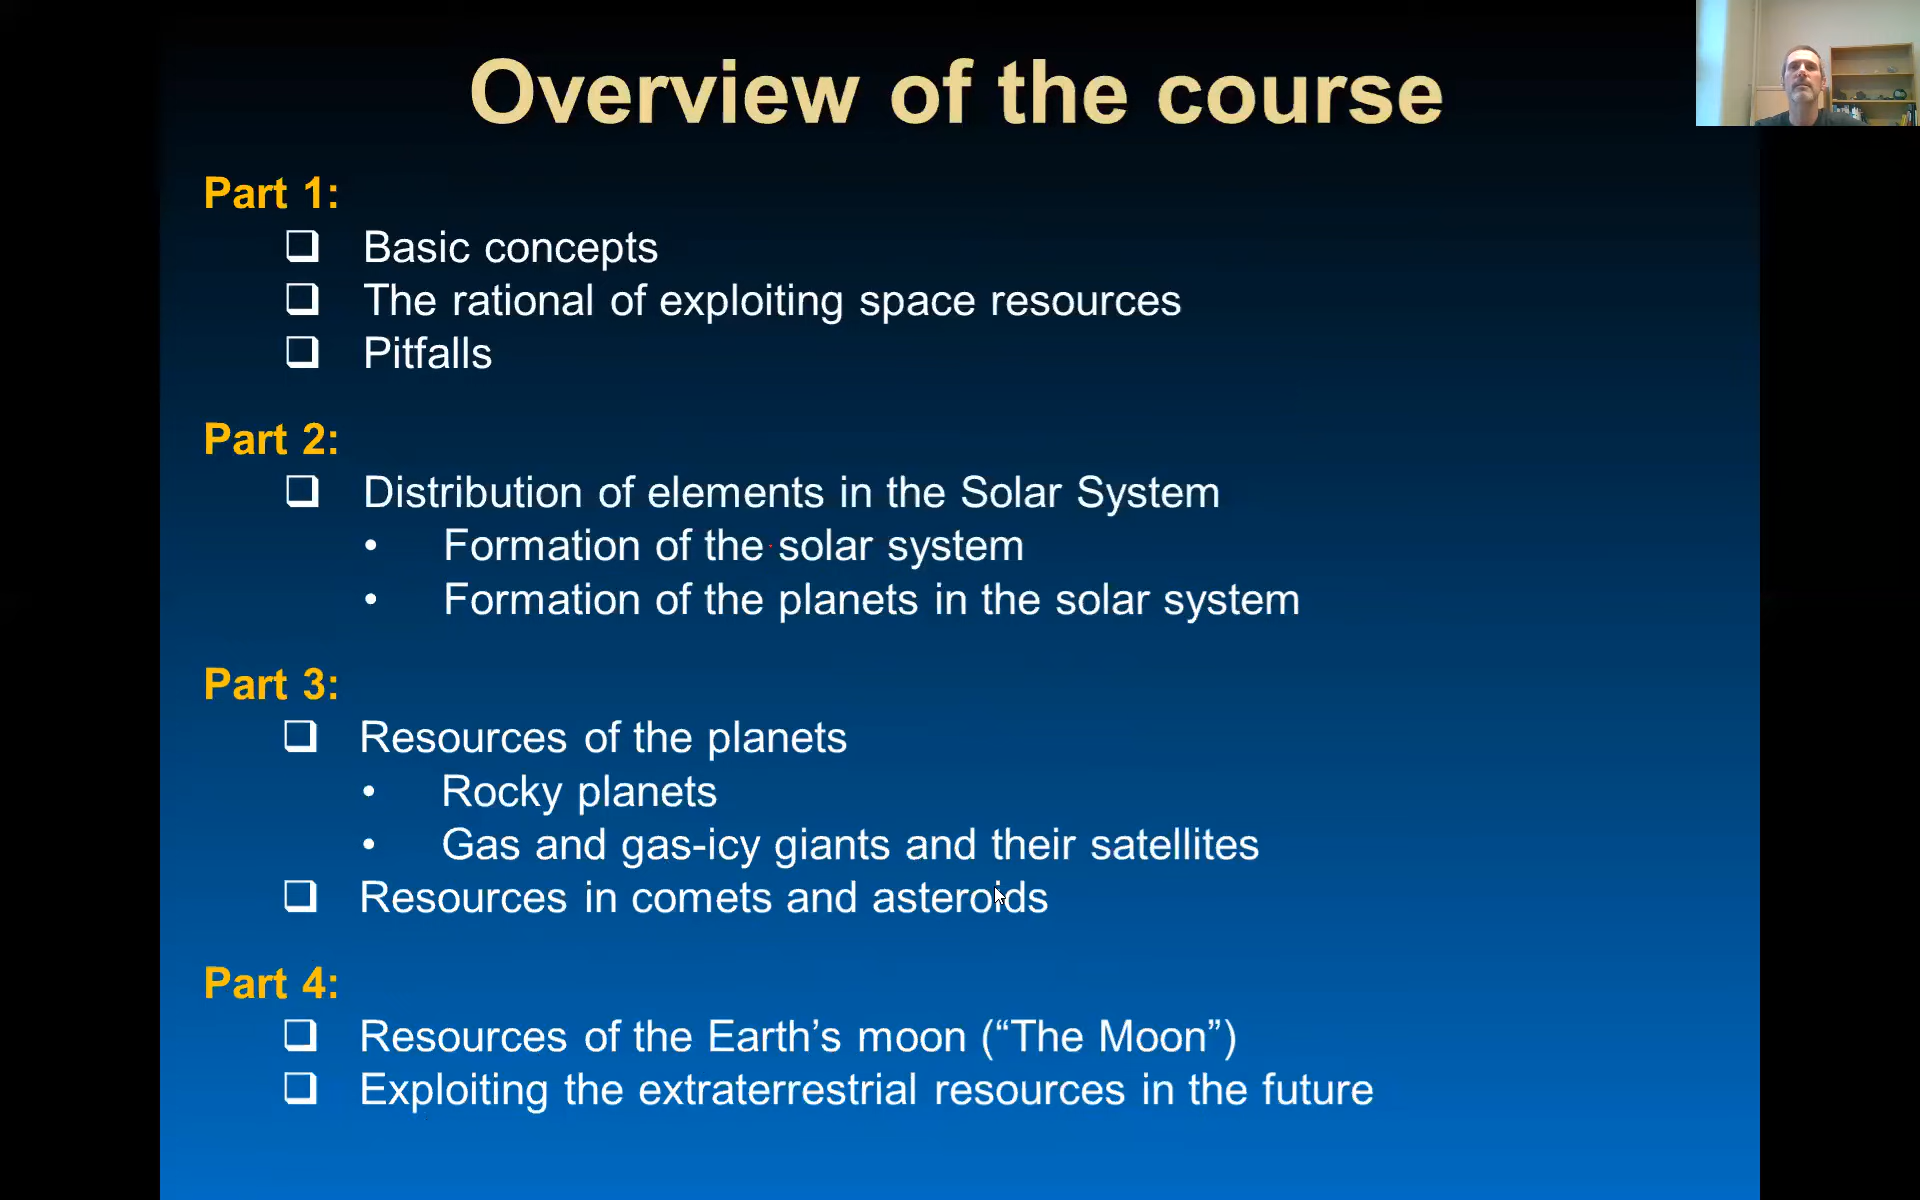 Overview of the course
Part 1:
❑ Basic concepts
❑ The rational of exploiting space resources
❑ Pitfalls
Part 2:
❑ Distribution of elements in the Solar System
• Formation of the solar system
• Formation of the planets in the solar system
Part 3:
❑ Resources of the planets
• Rocky planets
• Gas and gas-icy giants and their satellites
❑ Resources in comets and asteroids
Part 4:
❑ Resources of the Earth’s moon (“The Moon”)
❑ Exploiting the extraterrestrial resources in the future